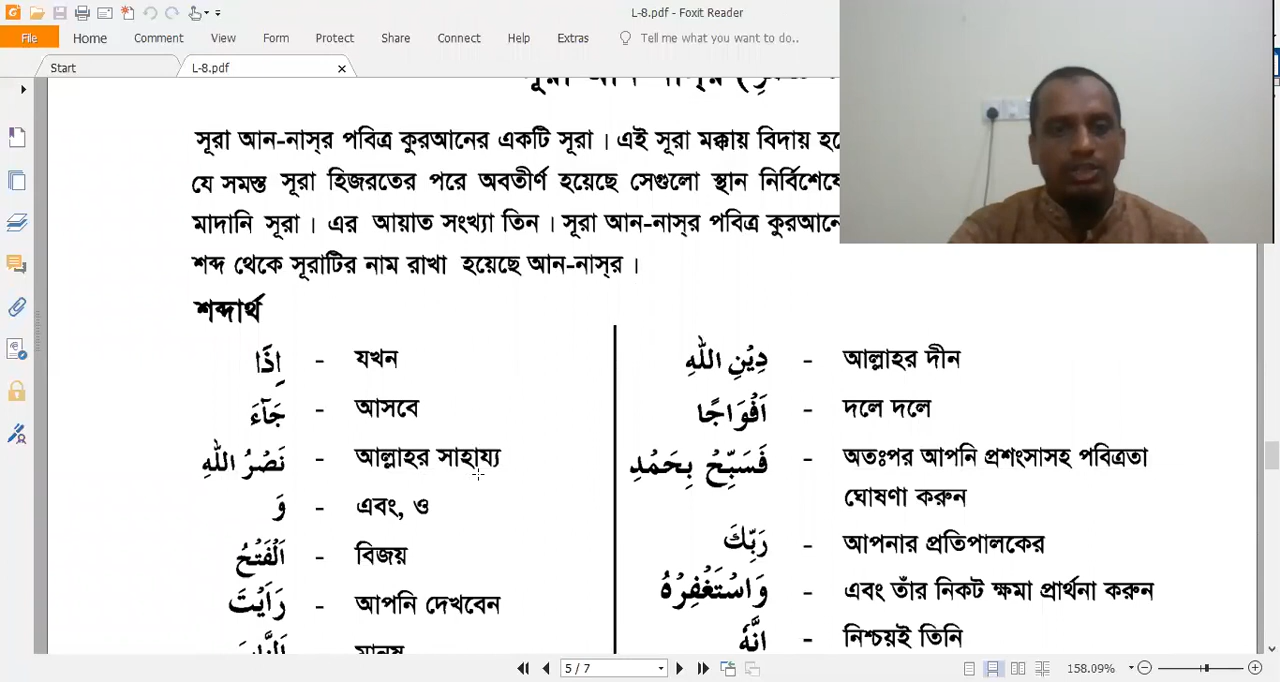 L-8.pdf - Foxit Reader
File Home Comment View Form Protect Share Connect Help Extras Tell me what you want to do..
Start L-8.pdf
সূরা আন-নাস্‌র পবিত্র কুরআনের একটি সূরা । এই সূরা মক্কায় বিদায়
যে সমস্ত সূরা হিজরতের পরে অবতীর্ণ হয়েছে সেগুলো স্থান নির্বিশেষে
মাদানি সূরা । এর আয়াত সংখ্যা তিন । সূরা আন-নাস্‌র পবিত্র কুরআনে
শব্দ থেকে সূরাটির নাম রাখা হয়েছে আন-নাস্‌র ।
শব্দার্থ
اِذَا - যখন
جَآءَ - আসবে
نَصْرُ اللّٰهِ - আল্লাহর সাহায্য
وَ - এবং, ও
اَلْفَتْحُ - বিজয়
رَاَيْتَ - আপনি দেখবেন
মানুষ
دِيْنِ اللّٰهِ - আল্লাহর দীন
اَفْوَاجًا - দলে দলে
فَسَبِّحْ بِحَمْدِ - অতঃপর আপনি প্রশংসাসহ পবিত্রতা
ঘোষণা করুন
رَبِّكَ - আপনার প্রতিপালকের
وَاسْتَغْفِرْهُ - এবং তাঁর নিকট ক্ষমা প্রার্থনা করুন
اِنَّهٗ - নিশ্চয়ই তিনি
5 / 7 158.09%